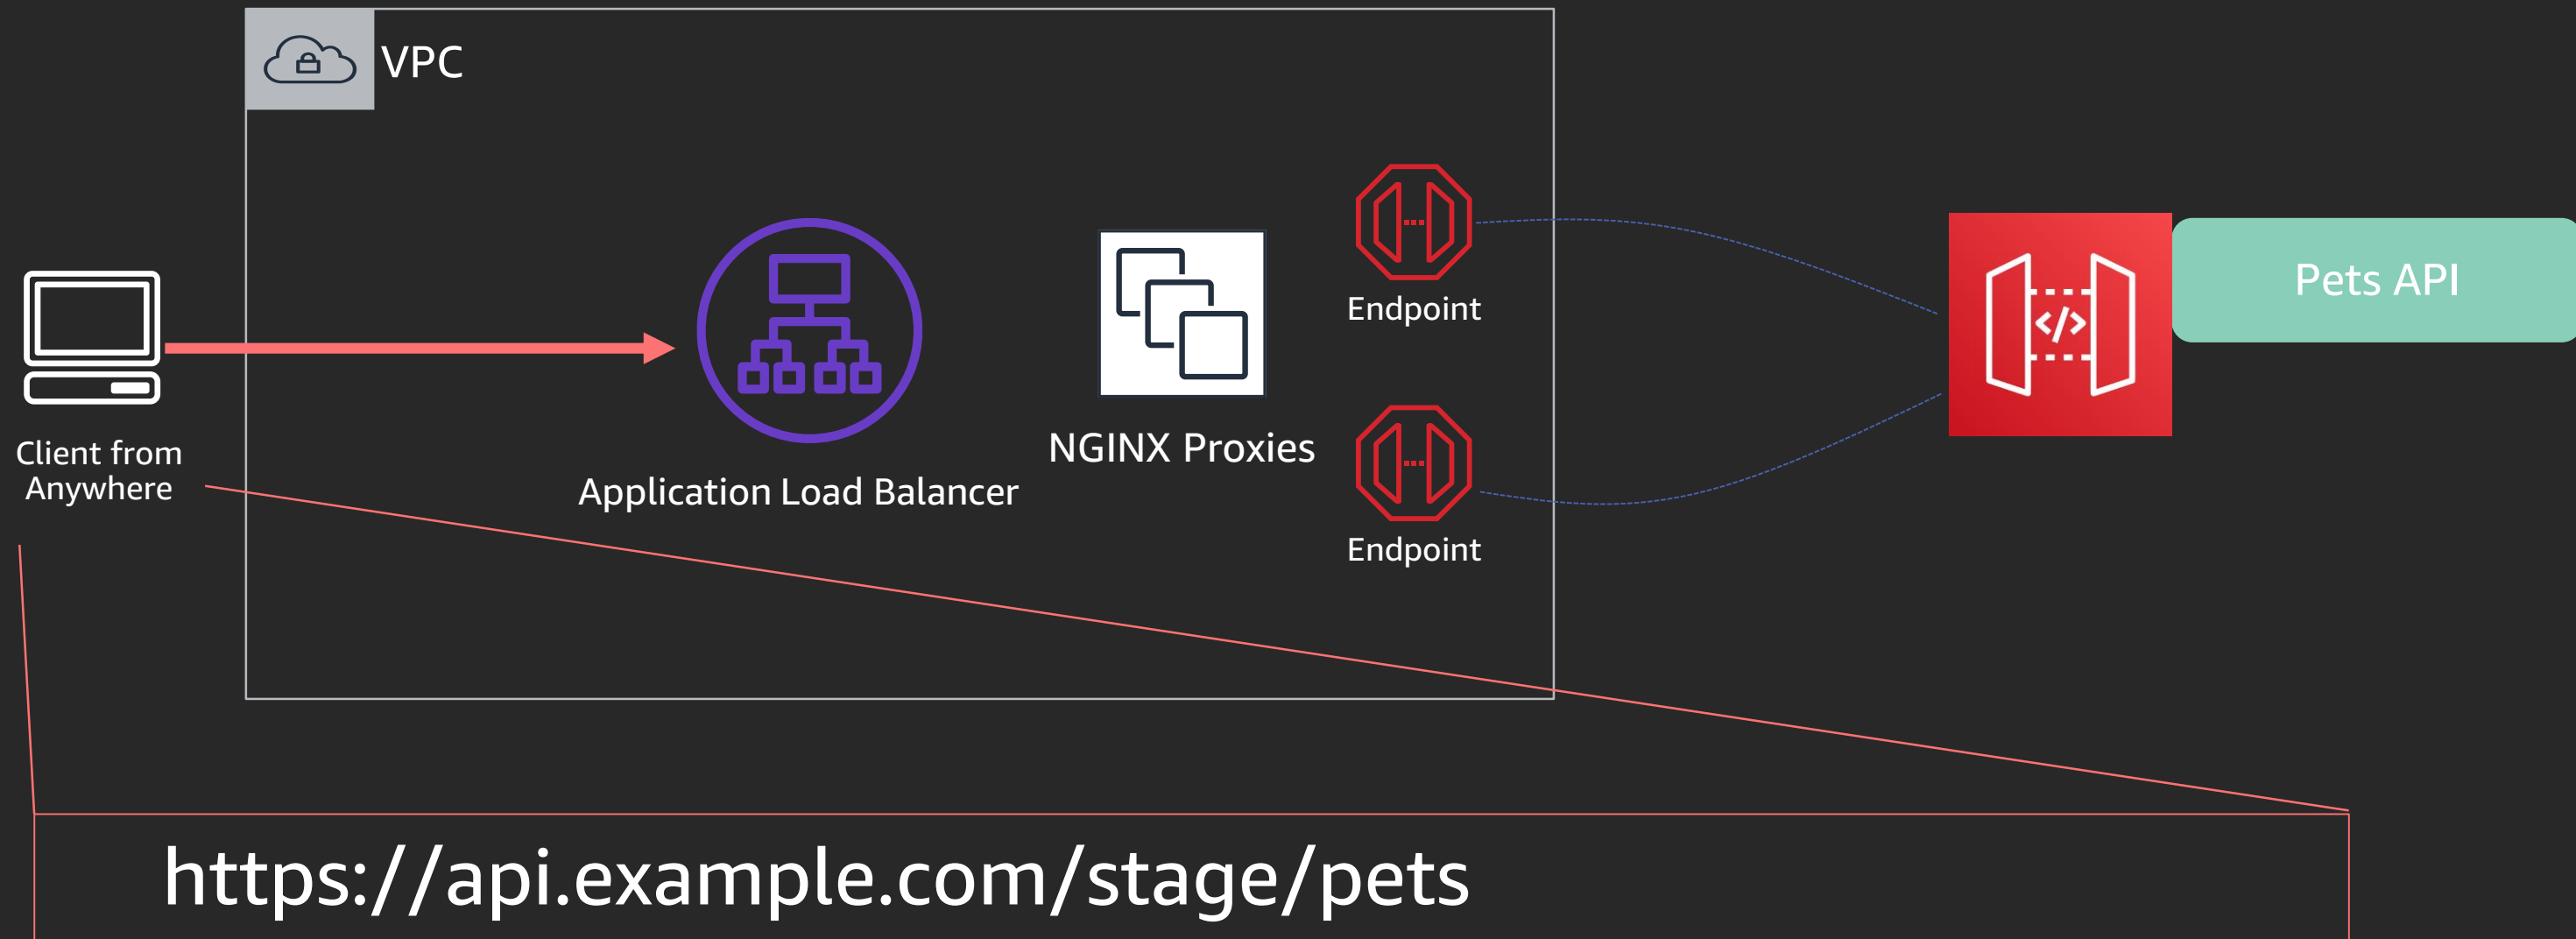 VPC
Endpoint
Pets API
NGINX Proxies
Client from
Anywhere
Application Load Balancer
Endpoint
https://api.example.com/stage/pets